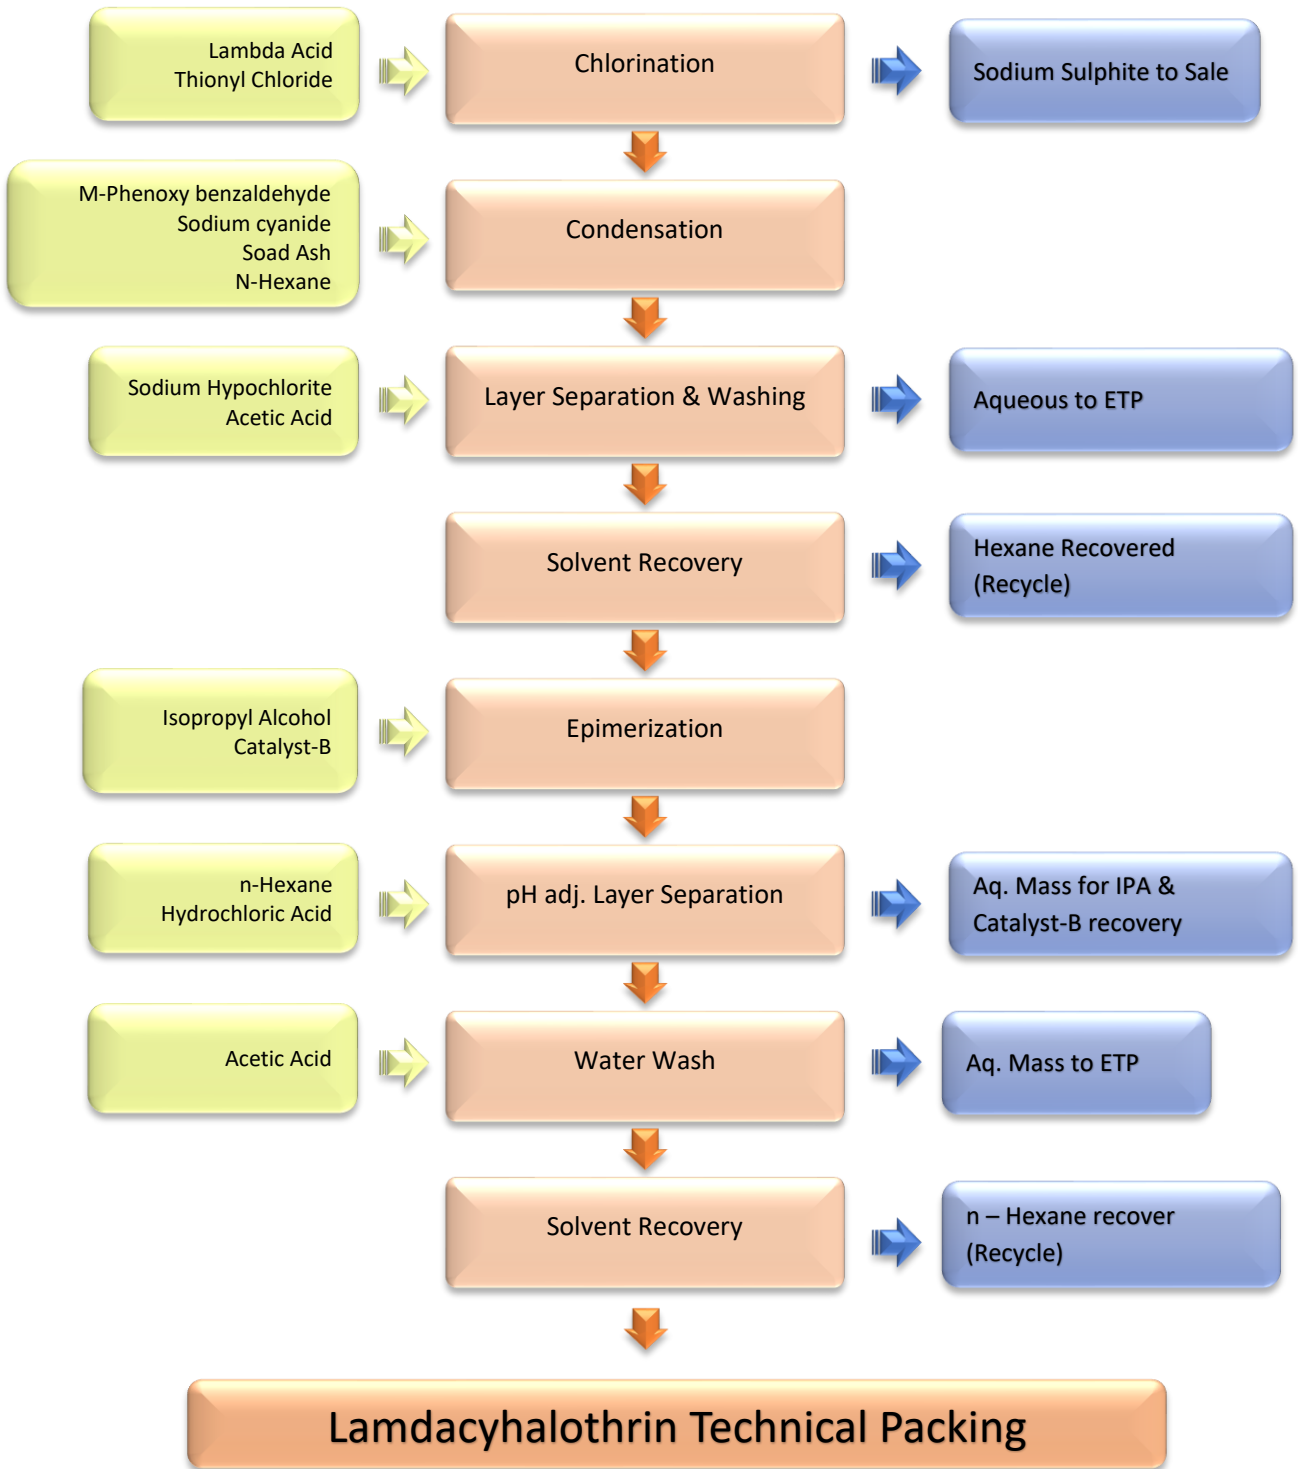 Lambda Acid
Thionyl Chloride
Chlorination
Sodium Sulphite to Sale
M-Phenoxy benzaldehyde
Sodium cyanide
Soad Ash
N-Hexane
Condensation
Sodium Hypochlorite
Acetic Acid
Layer Separation & Washing
Aqueous to ETP
Solvent Recovery
Hexane Recovered
(Recycle)
Isopropyl Alcohol
Catalyst-B
Epimerization
n-Hexane
Hydrochloric Acid
pH adj. Layer Separation
Aq. Mass for IPA &
Catalyst-B recovery
Acetic Acid
Water Wash
Aq. Mass to ETP
Solvent Recovery
n – Hexane recover
(Recycle)
Lamdacyhalothrin Technical Packing